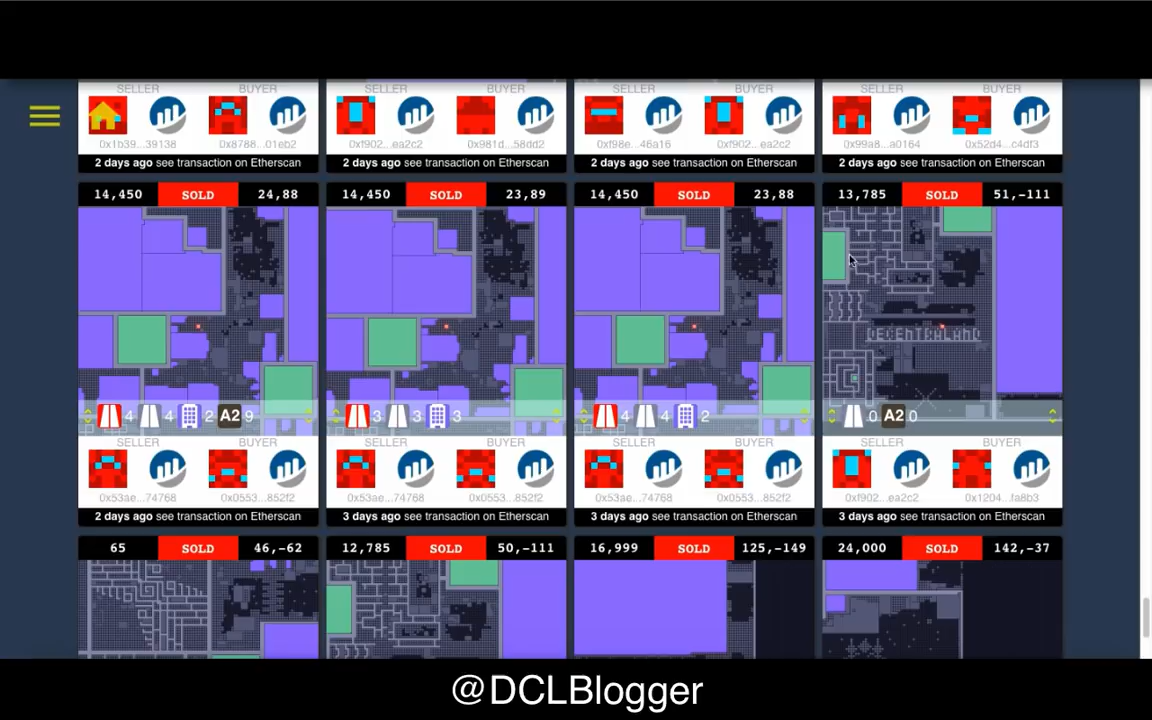 SELLER BUYER SELLER BUYER SELLER BUYER SELLER BUYER
0x1b39...39138 0x8788...01eb2 0xf902...ea2c2 0x981d...58dd2 0xf98e...46a16 0xf902...ea2c2 0x99a8...a0164 0x52d4...c4df3
2 days ago see transaction on Etherscan 2 days ago see transaction on Etherscan 2 days ago see transaction on Etherscan 2 days ago see transaction on Etherscan
14,450 SOLD 24,88 14,450 SOLD 23,89 14,450 SOLD 23,88 13,785 SOLD 51,-111
DECENTRALAND
4 4 2 A2 9 3 3 3 4 4 2 0 A2 0
SELLER BUYER SELLER BUYER SELLER BUYER SELLER BUYER
0x53ae...74768 0x0553...852f2 0x53ae...74768 0x0553...852f2 0x53ae...74768 0x0553...852f2 0xf902...ea2c2 0x1204...fa8b3
2 days ago see transaction on Etherscan 3 days ago see transaction on Etherscan 3 days ago see transaction on Etherscan 3 days ago see transaction on Etherscan
65 SOLD 46,-62 12,785 SOLD 50,-111 16,999 SOLD 125,-149 24,000 SOLD 142,-37
@DCLBlogger